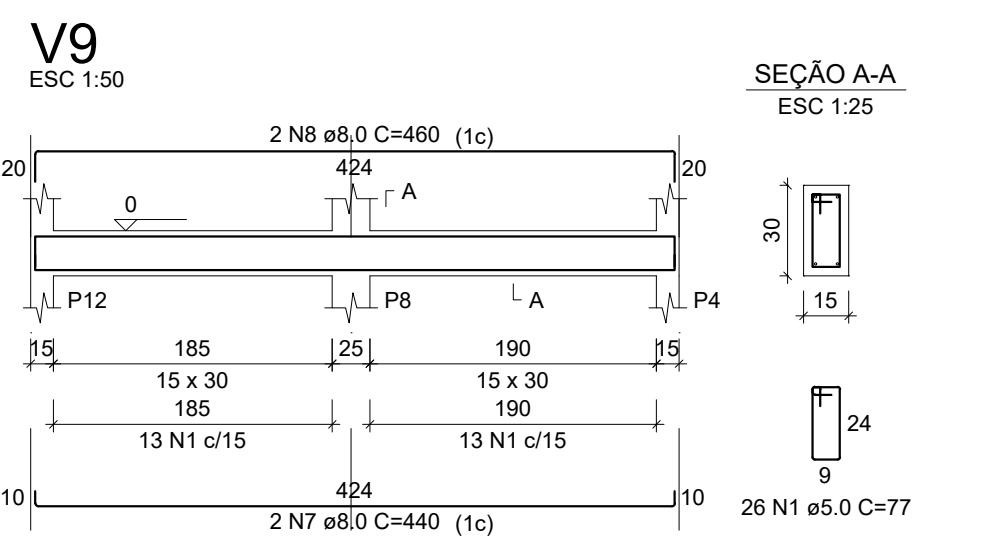 V9
ESC 1:50
SEÇÃO A-A
ESC 1:25
2 N8 ø8.0 C=460 (1c)
20
424
20
A
0
30
P12
P8
A
P4
15
15
185
25
190
15
15 x 30
15 x 30
185
190
13 N1 c/15
13 N1 c/15
24
9
26 N1 ø5.0 C=77
10
424
10
2 N7 ø8.0 C=440 (1c)